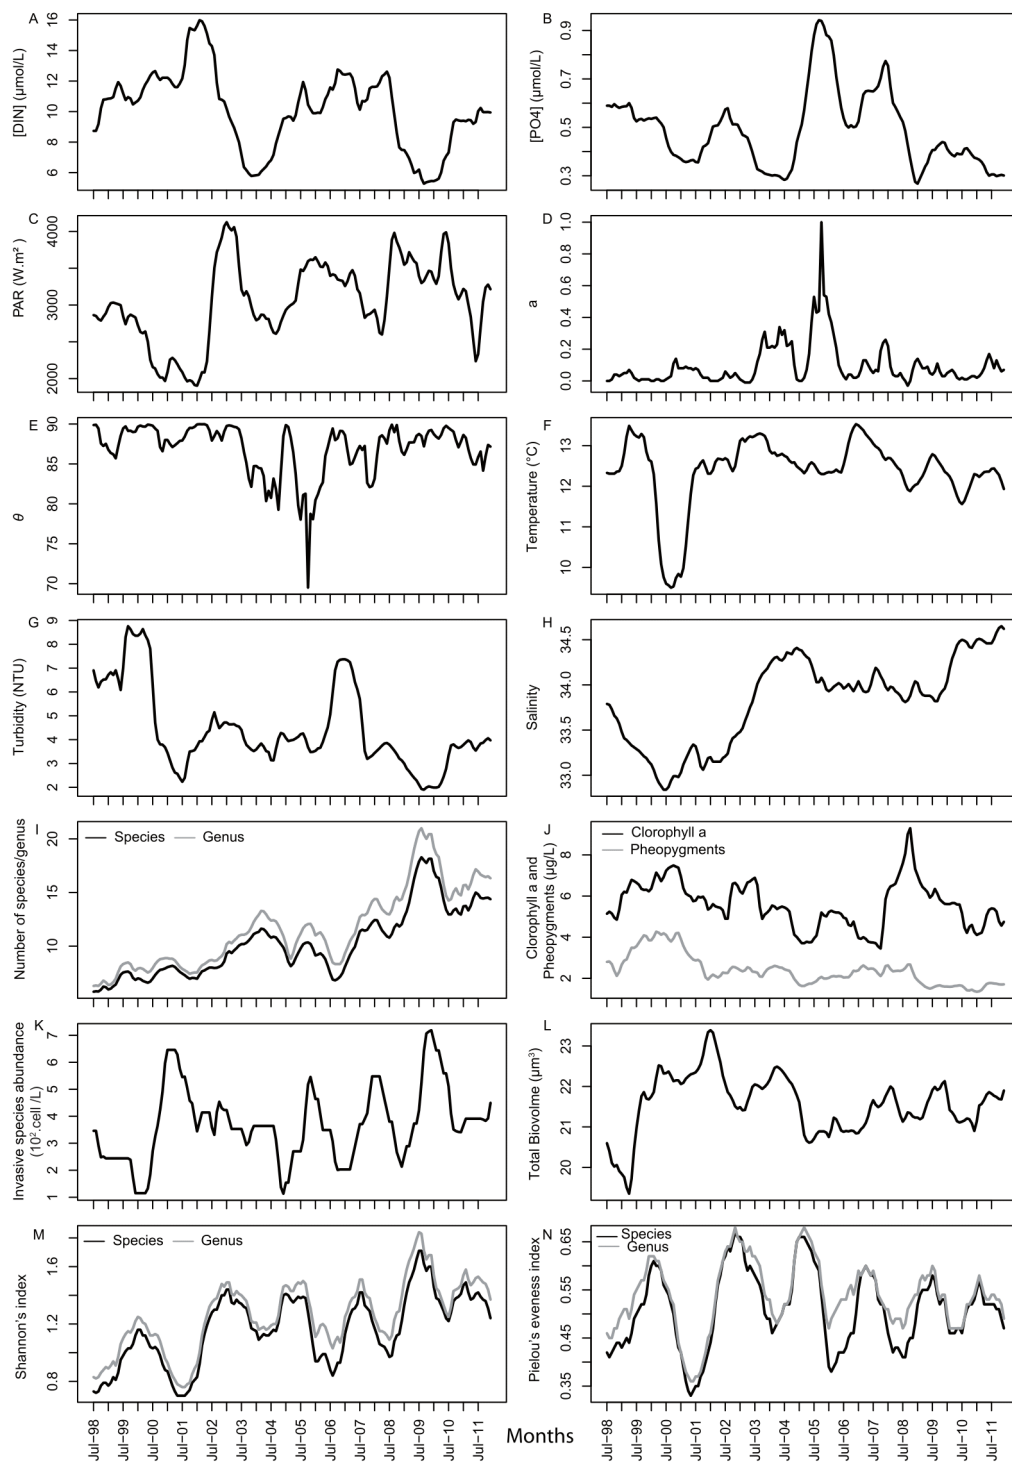 A
[DIN] (µmol/L)
16
14
12
10
8
6
B
[PO4] (µmol/L)
0.9
0.7
0.5
0.3
C
PAR (W.m²)
4000
3000
2000
D
a
1.0
0.8
0.6
0.4
0.2
0.0
E
θ
90
85
80
75
70
F
Temperature (°C)
13
12
11
10
G
Turbidity (NTU)
9
8
7
6
5
4
3
2
H
Salinity
34.5
34.0
33.5
33.0
I
Number of species/genus
20
15
10
Species
Genus
J
Clorophyll a and
Pheopygments (µg/L)
8
6
4
2
Clorophyll a
Pheopygments
K
Invasive species abundance
(10².cell /L)
7
6
5
4
3
2
1
L
Total Biovolme (µm³)
23
22
21
20
M
Shannon's index
1.6
1.2
0.8
Species
Genus
N
Pielou's eveness index
0.65
0.55
0.45
0.35
Species
Genus
Jul−98
Jul−99
Jul−00
Jul−01
Jul−02
Jul−03
Jul−04
Jul−05
Jul−06
Jul−07
Jul−08
Jul−09
Jul−10
Jul−11
Months
Jul−98
Jul−99
Jul−00
Jul−01
Jul−02
Jul−03
Jul−04
Jul−05
Jul−06
Jul−07
Jul−08
Jul−09
Jul−10
Jul−11